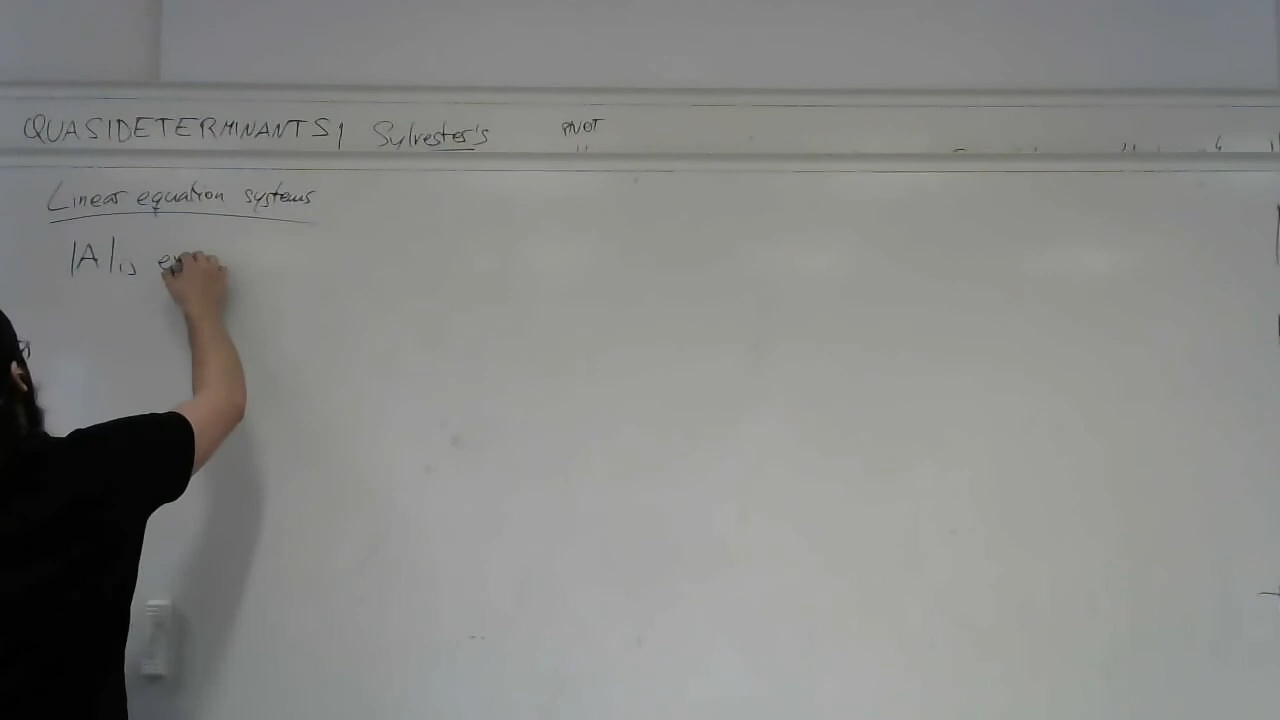 QUASIDETERMINANTS, Sylvester's PIVOT
Linear equation systems
|A|ij